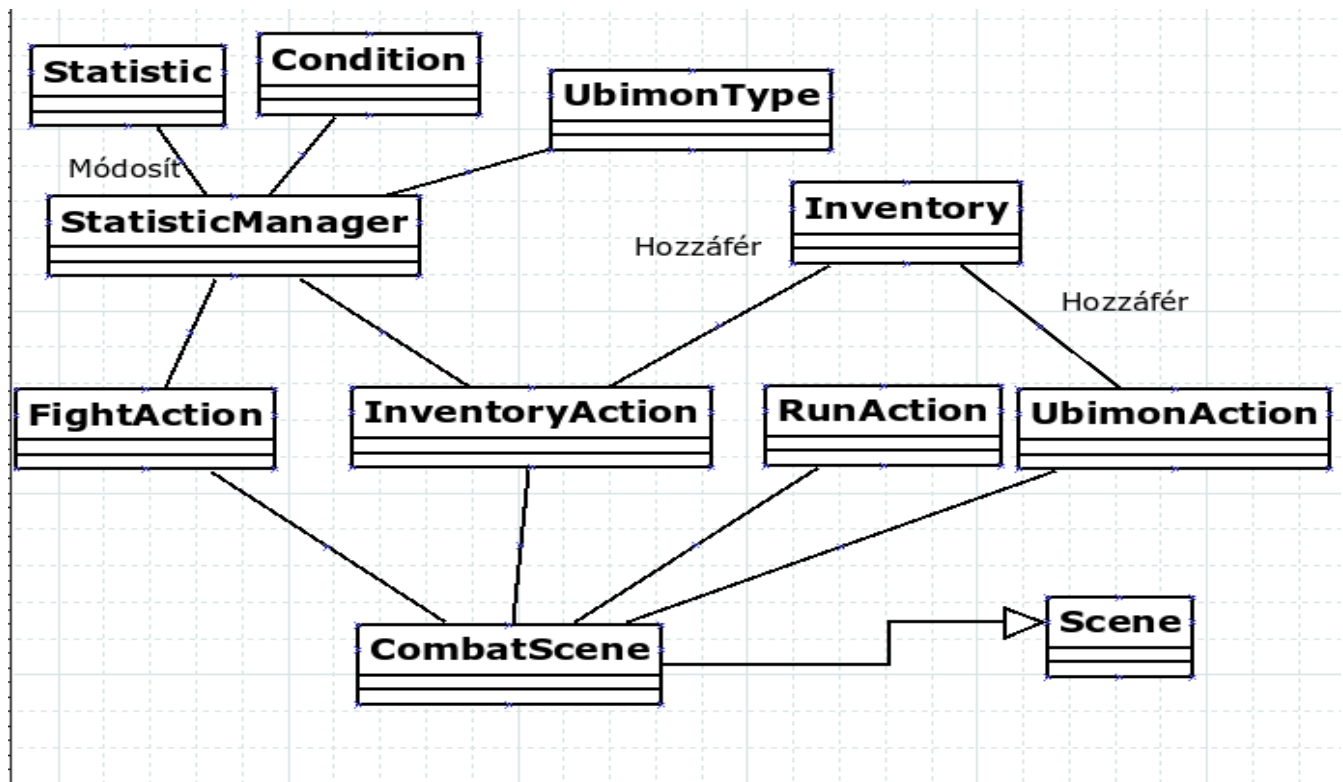 Statistic
Condition
UbimonType
Módosít
StatisticManager
Inventory
Hozzáfér
Hozzáfér
FightAction
InventoryAction
RunAction
UbimonAction
CombatScene
Scene